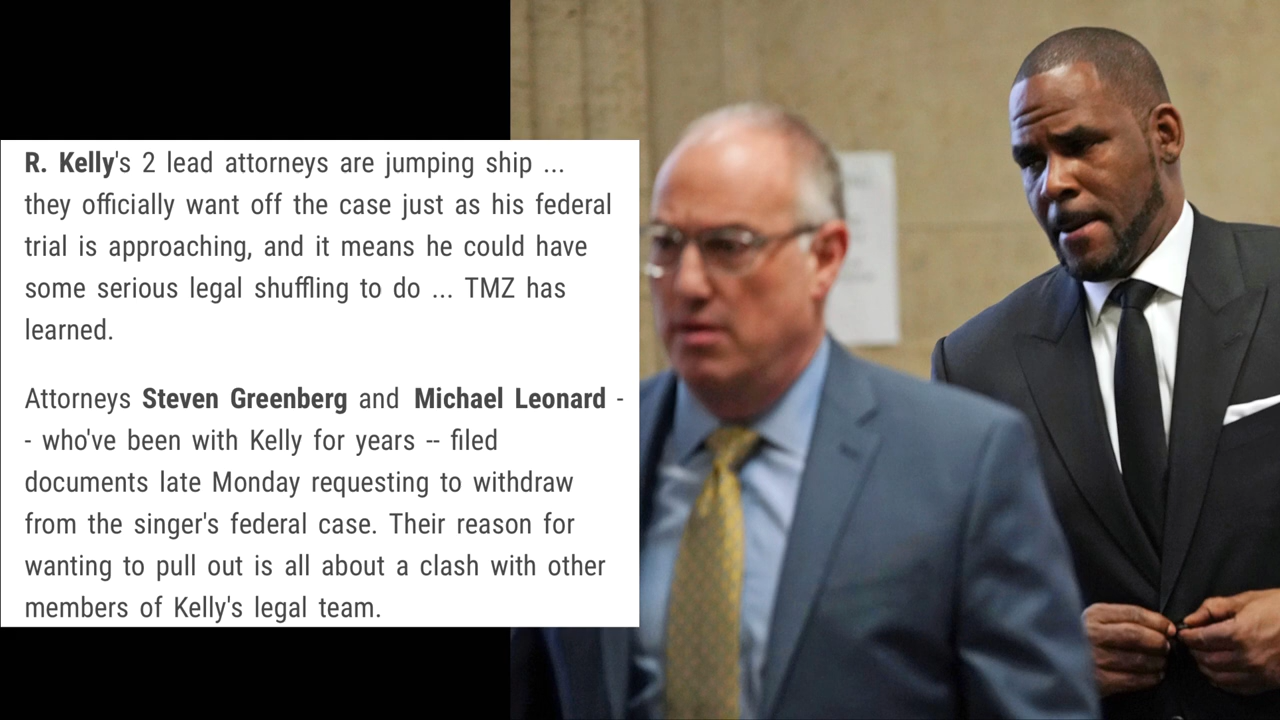 R. Kelly's 2 lead attorneys are jumping ship ...
they officially want off the case just as his federal
trial is approaching, and it means he could have
some serious legal shuffling to do ... TMZ has
learned.
Attorneys Steven Greenberg and Michael Leonard -
- who've been with Kelly for years -- filed
documents late Monday requesting to withdraw
from the singer's federal case. Their reason for
wanting to pull out is all about a clash with other
members of Kelly's legal team.